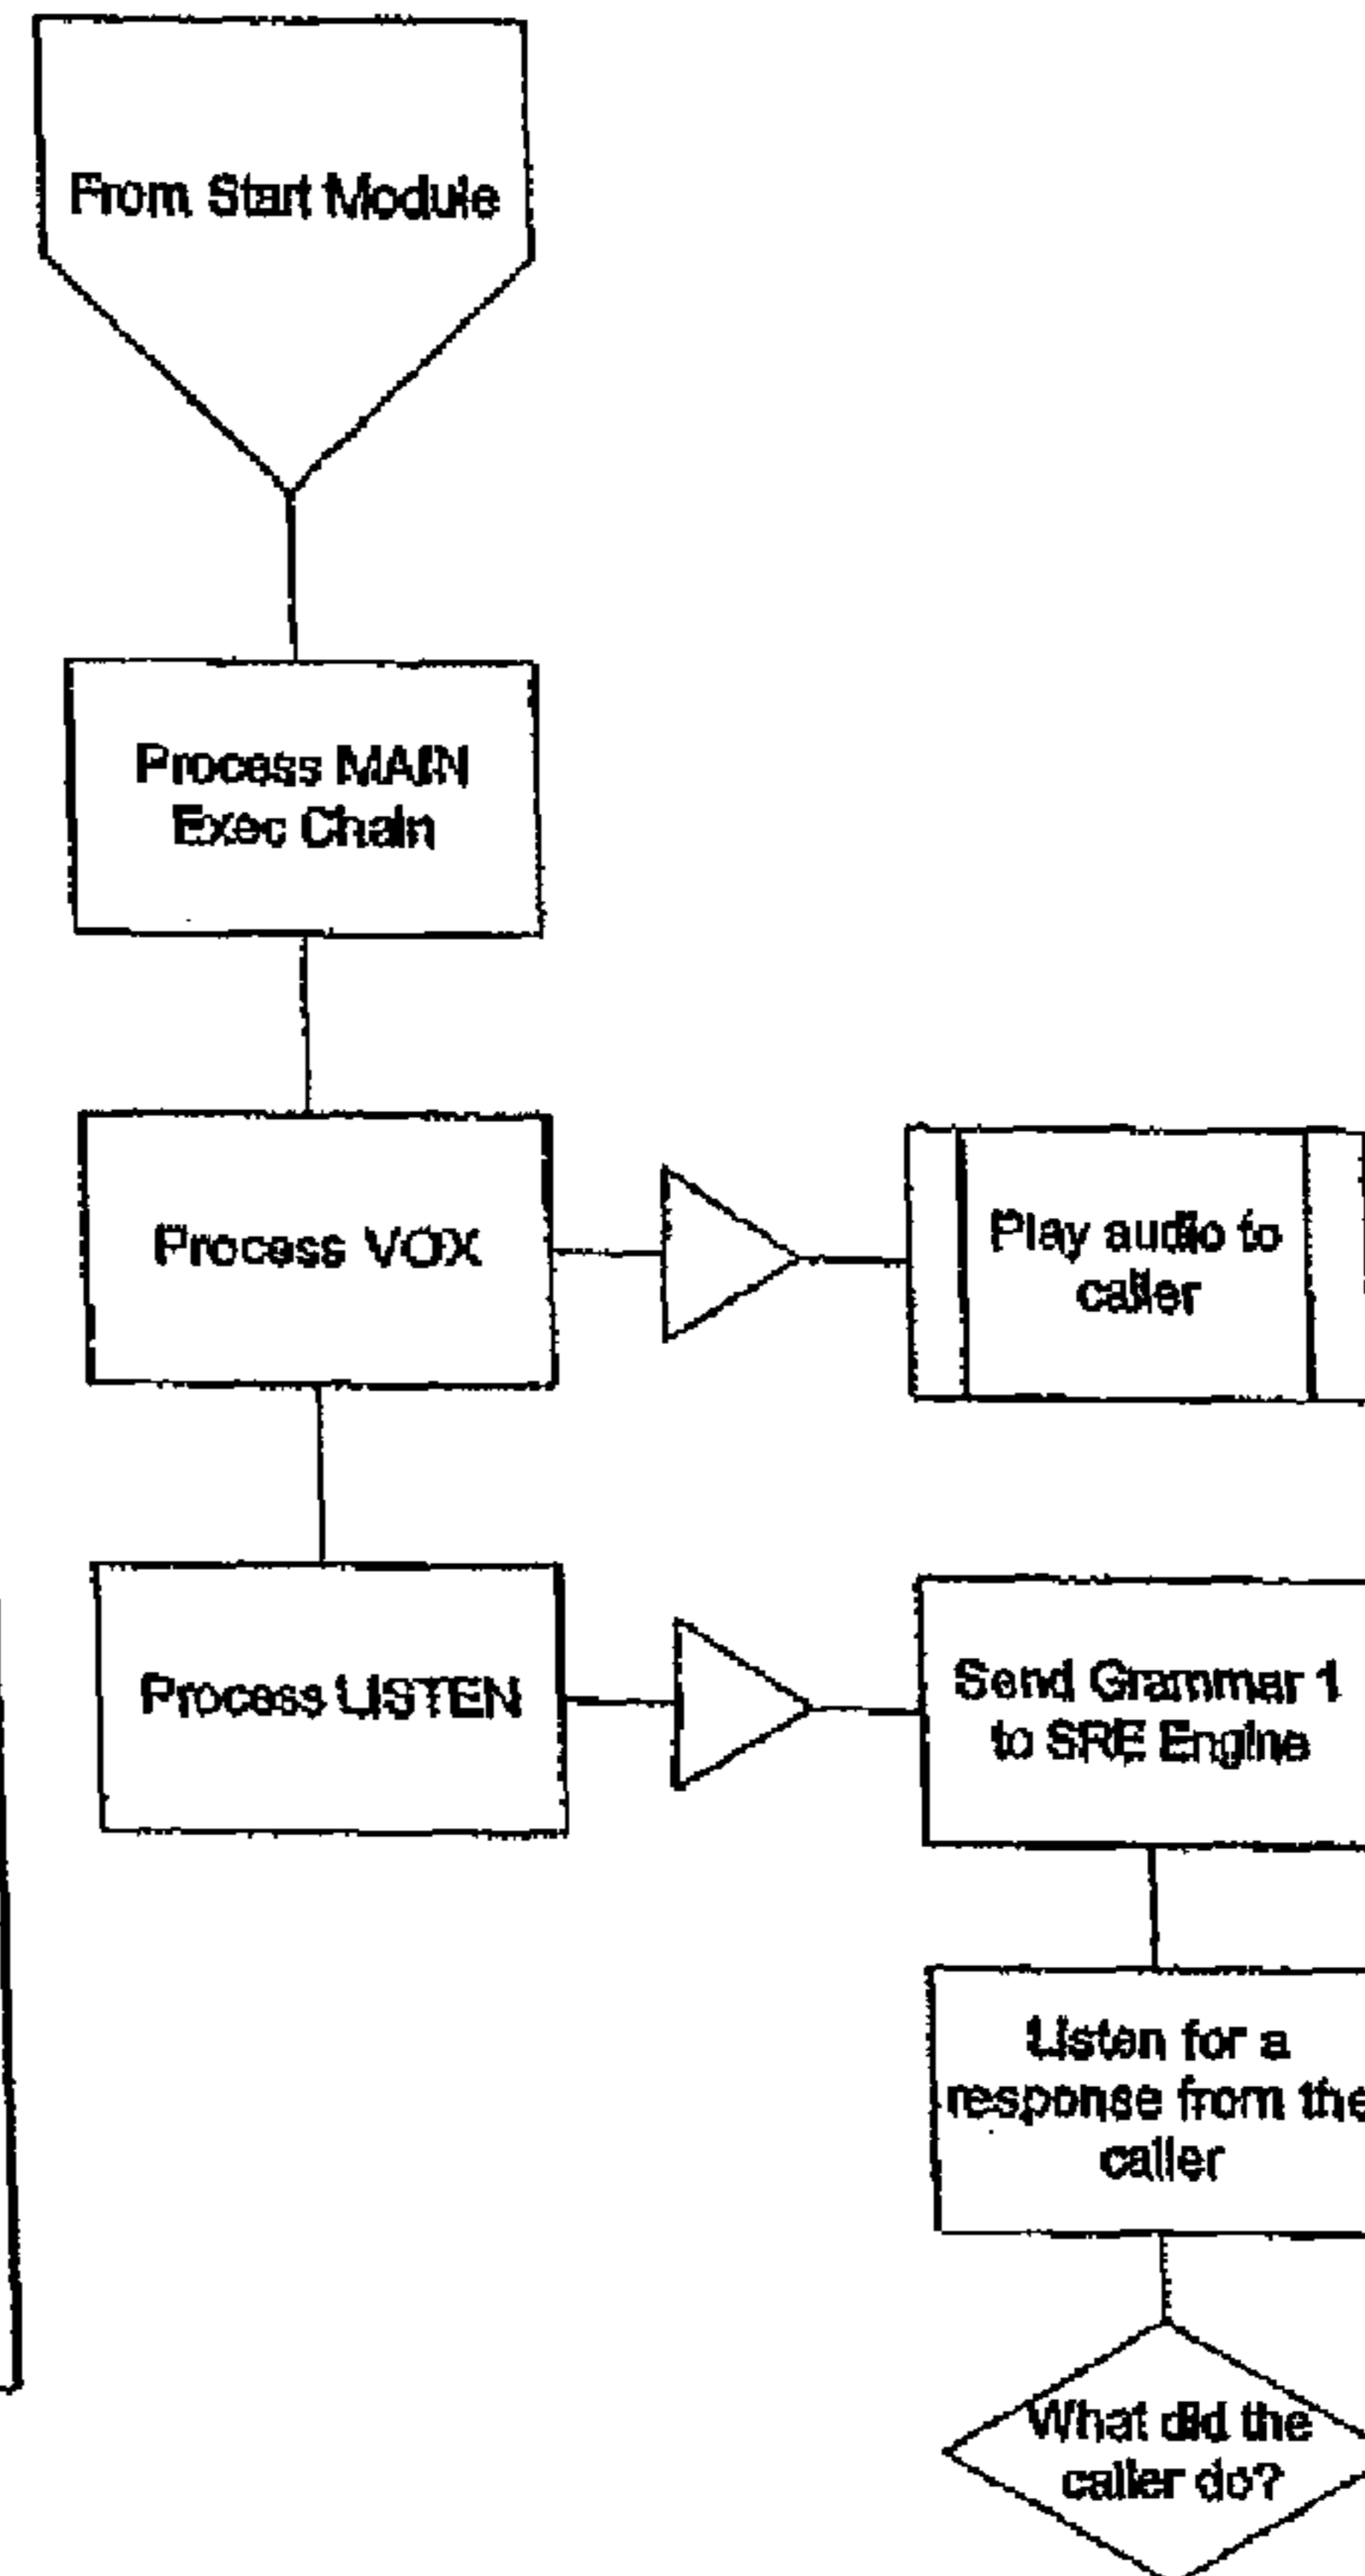 From Start Module
Process MAIN
Exec Chain
Process VOX
Play audio to
caller
Process LISTEN
Send Grammar 1
to SRE Engine
Listen for a
response from the
caller
What did the
caller do?